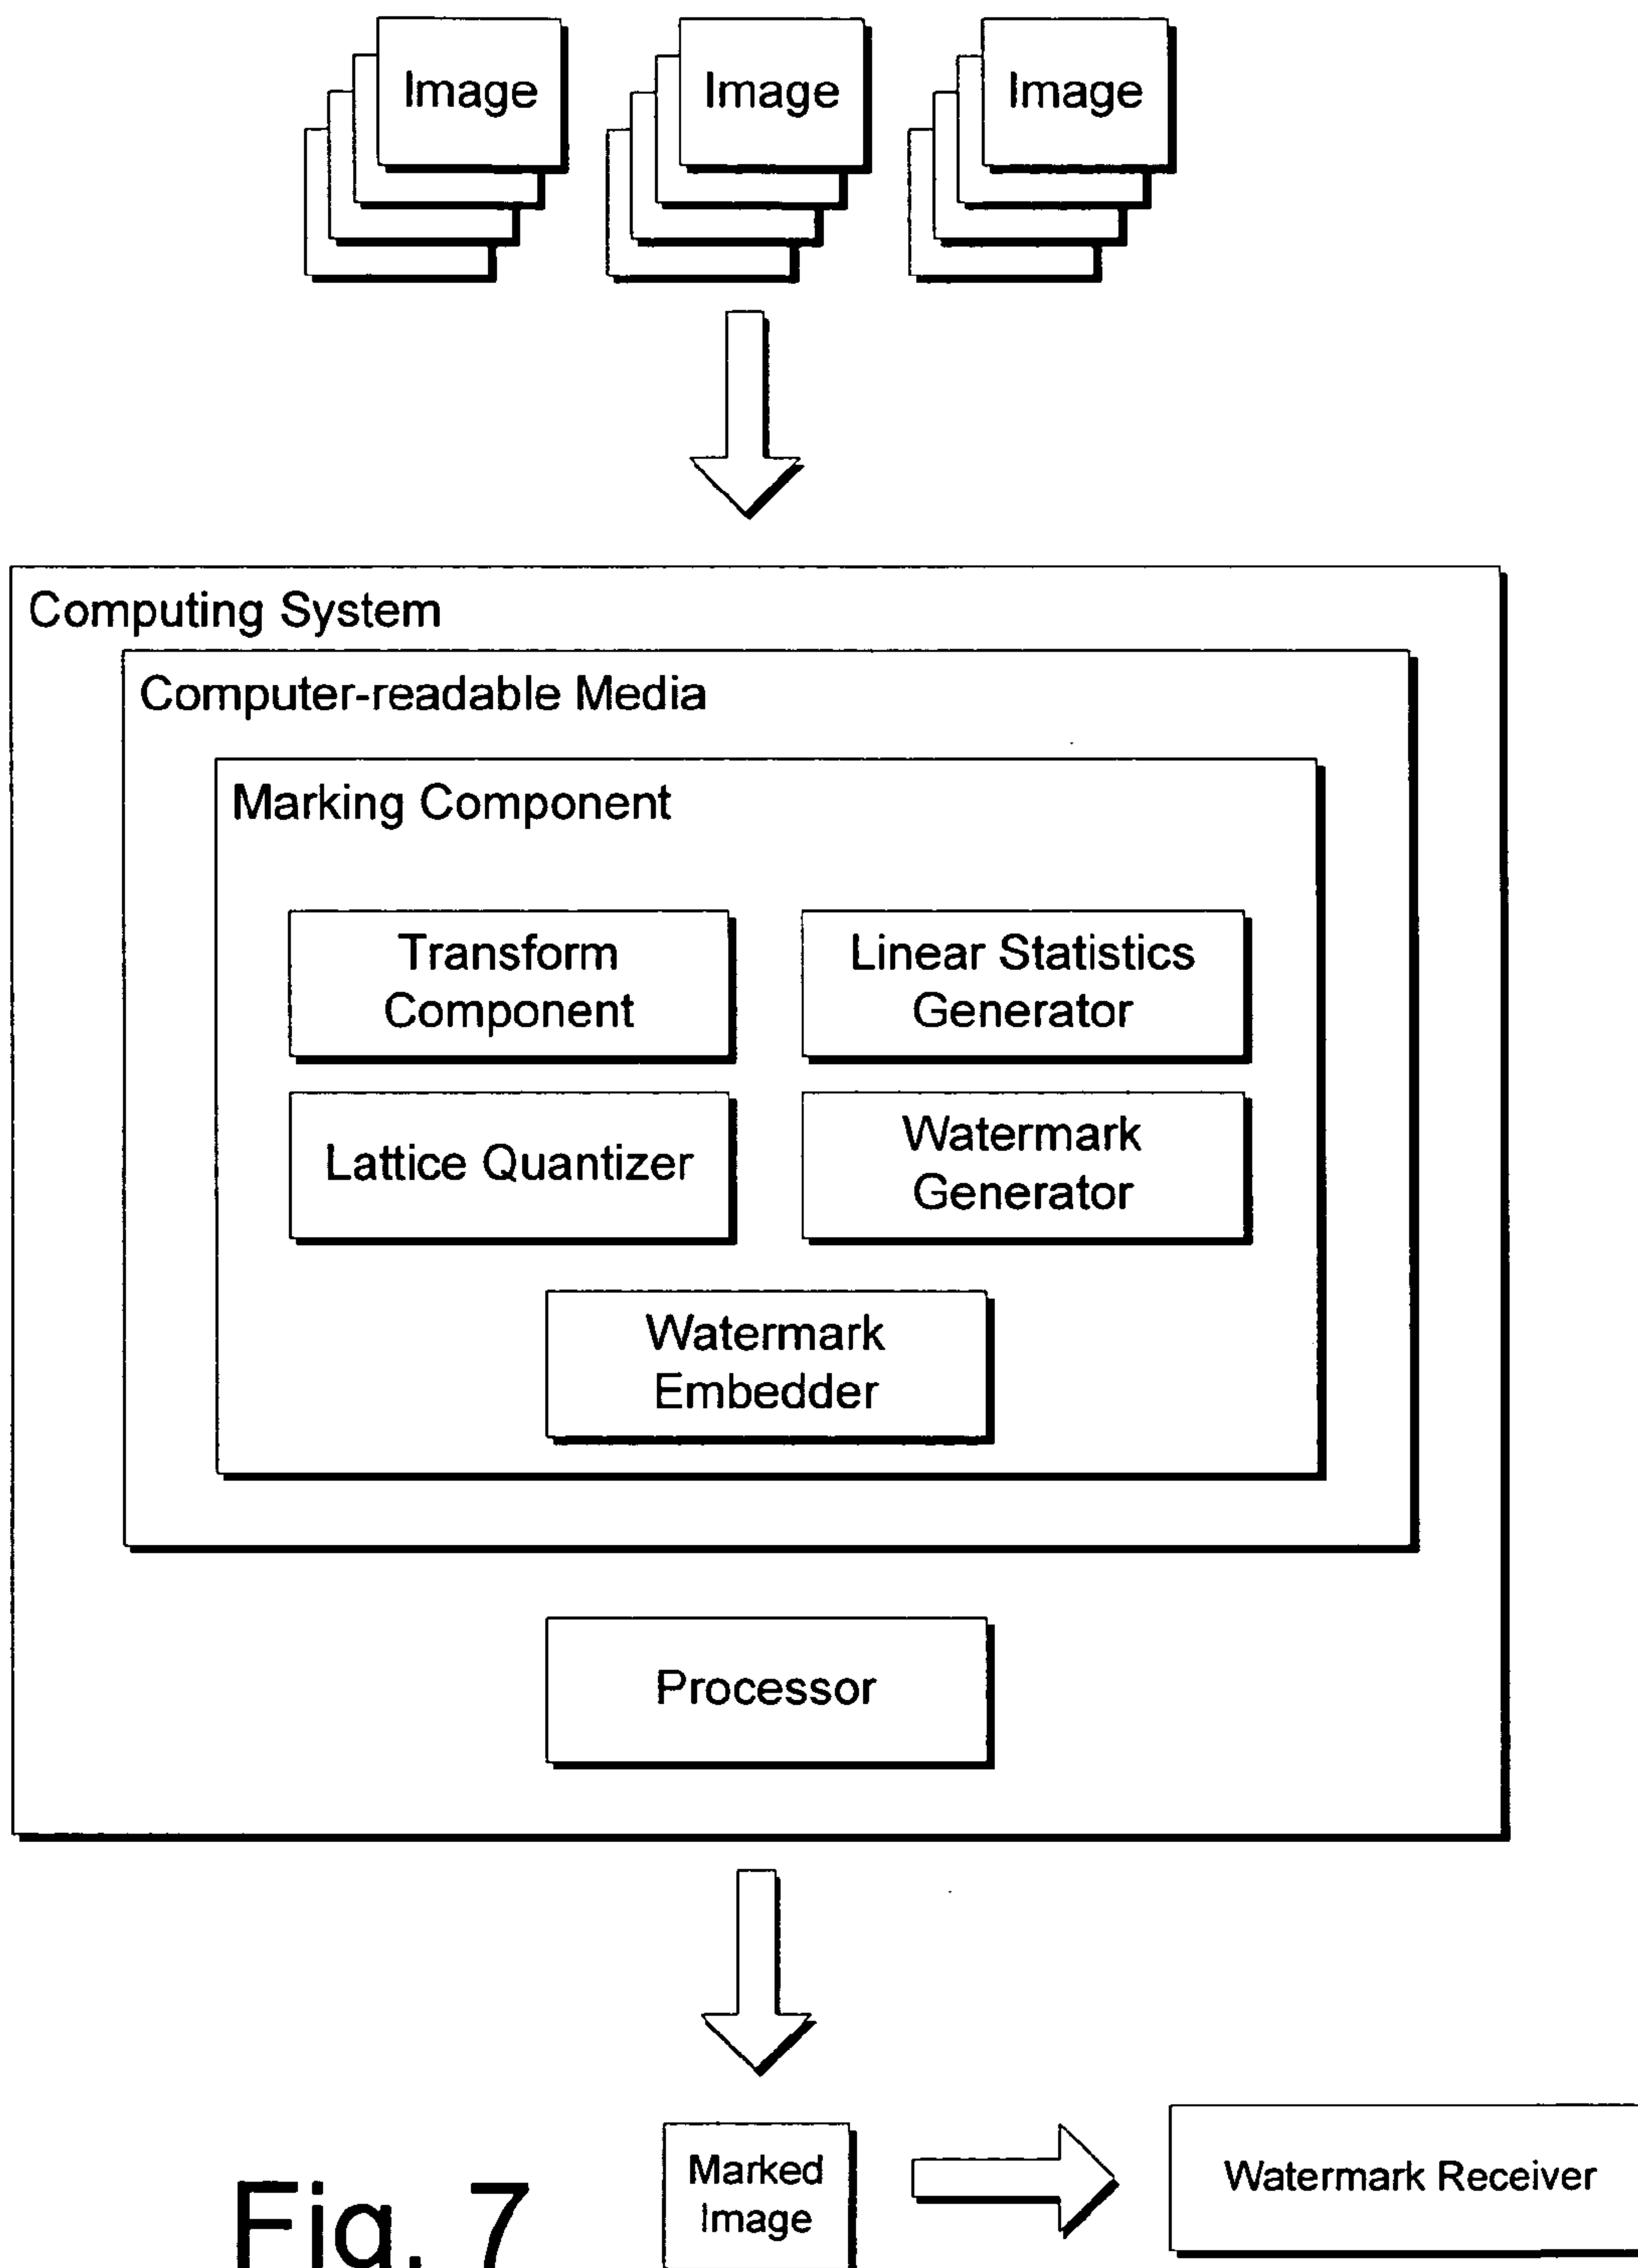 Image
Image
Image
Computing System
Computer-readable Media
Marking Component
Transform
Component
Linear Statistics
Generator
Lattice Quantizer
Watermark
Generator
Watermark
Embedder
Processor
Marked
Image
Watermark Receiver
Fig. 7